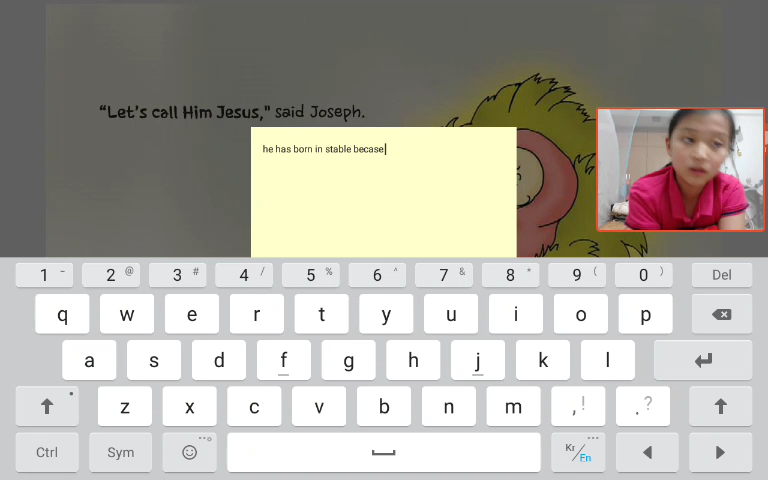 “Let's call Him Jesus," said Joseph.
he has born in stable becase
1 - 2 @ 3 # 4 / 5 % 6 ^ 7 & 8 * 9 ( 0 ) Del
q w e r t y u i o p
a s d f g h j k l
z x c v b n m , ! . ?
Ctrl Sym Kr/En